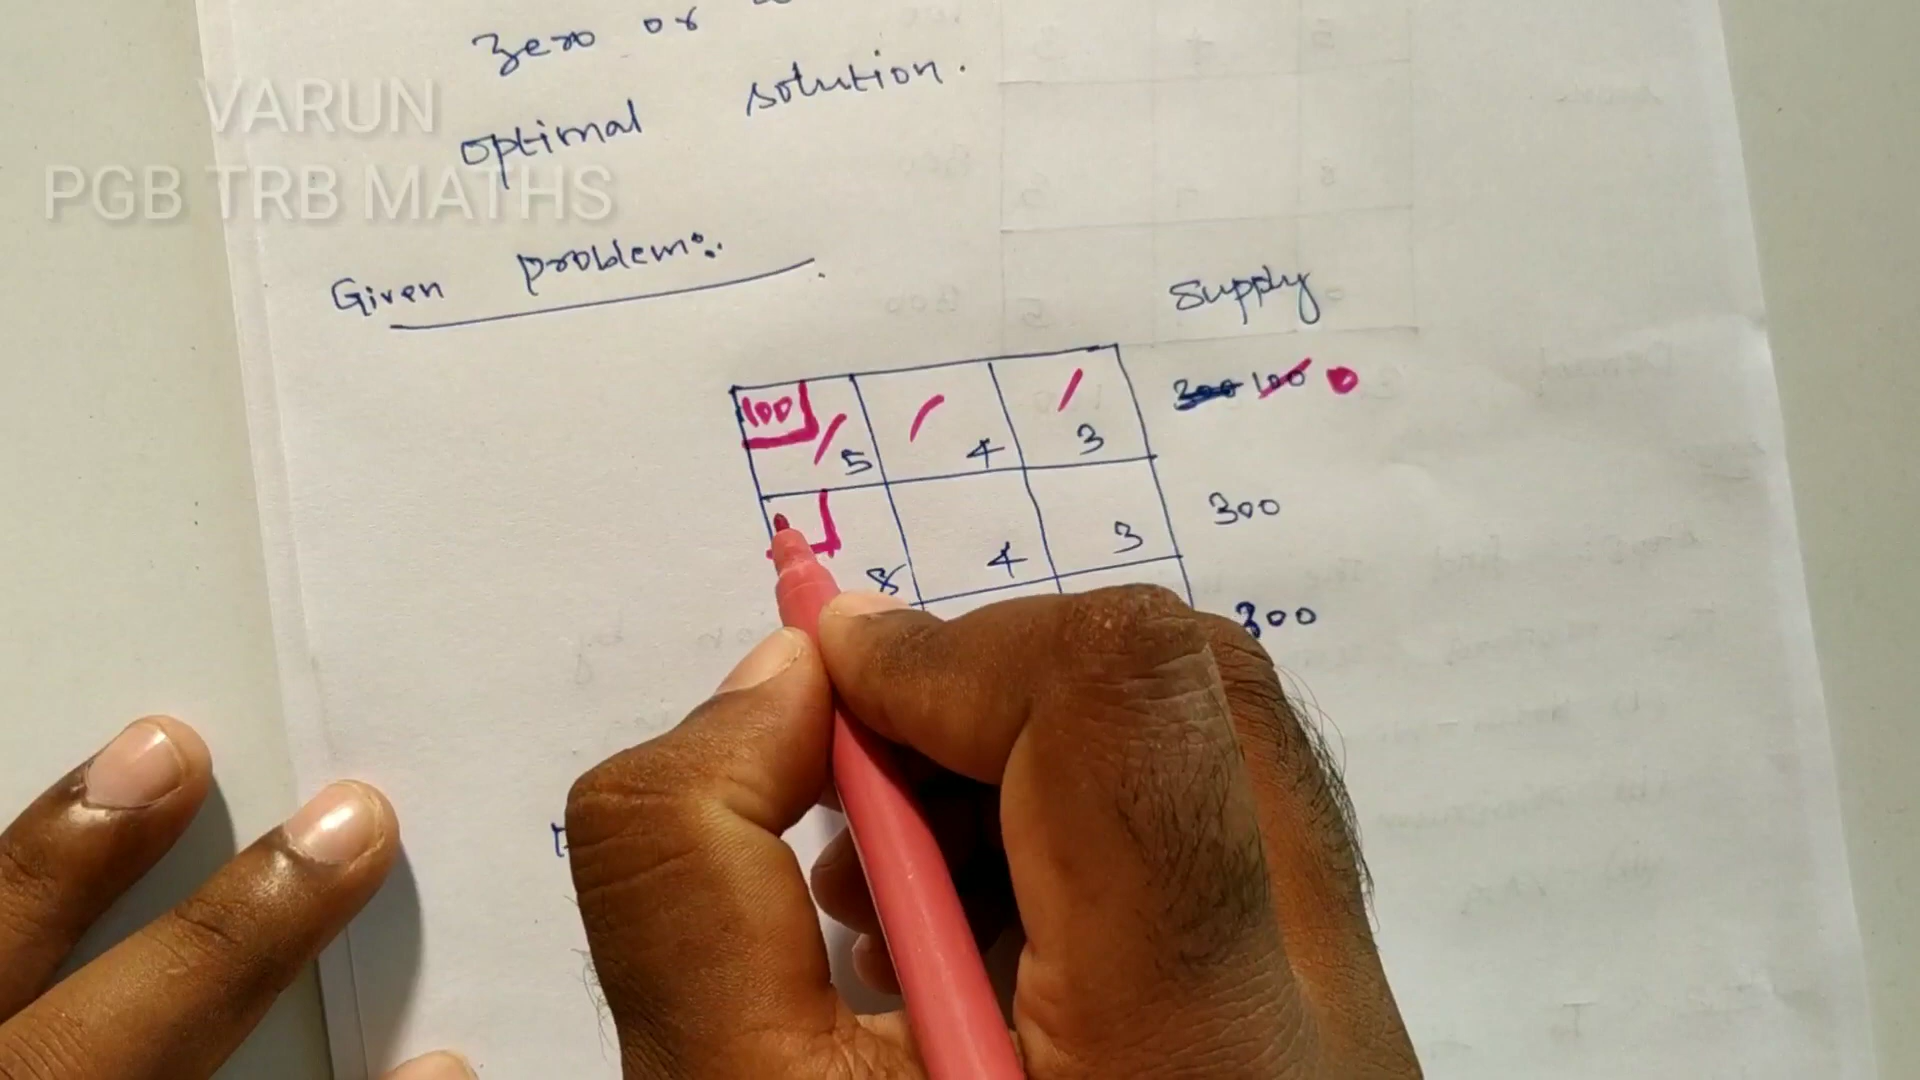 zero or
optimal solution.
VARUN
PGB TRB MATHS
Given problem:
Supply
100 5 4 3 300 100 0
8 4 3 300
300